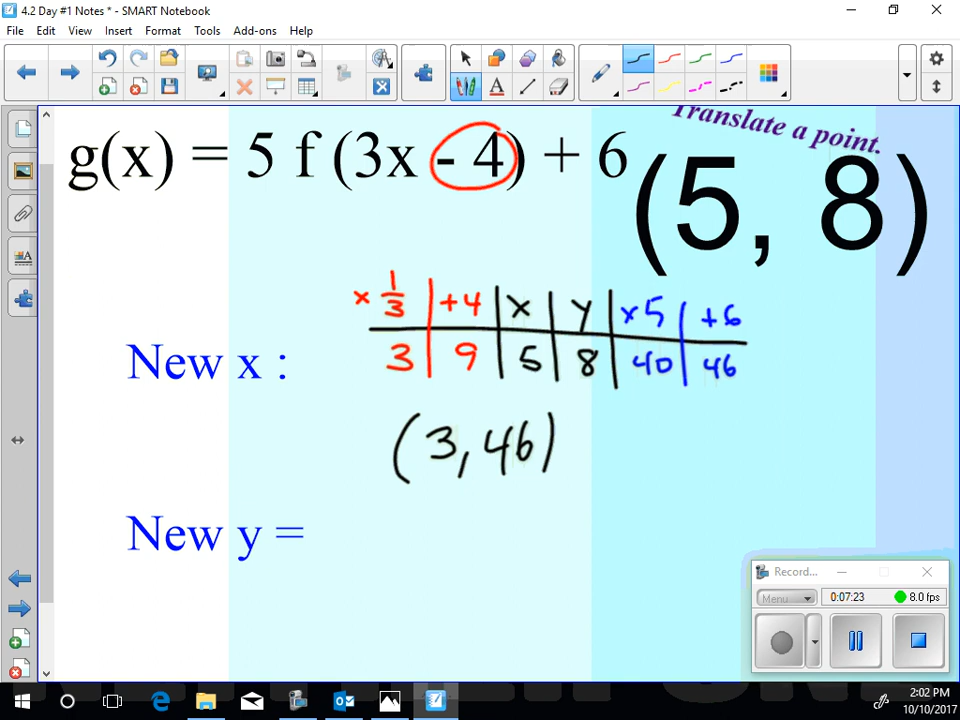 4.2 Day #1 Notes * - SMART Notebook
File Edit View Insert Format Tools Add-ons Help
Translate a point.
g(x) = 5 f (3x - 4) + 6
(5, 8)
x 1/3 +4 x y x5 +6
New x : 3 9 5 8 40 46
(3, 46)
New y =
Record...
Menu 0:07:23 8.0 fps
2:02 PM
10/10/2017